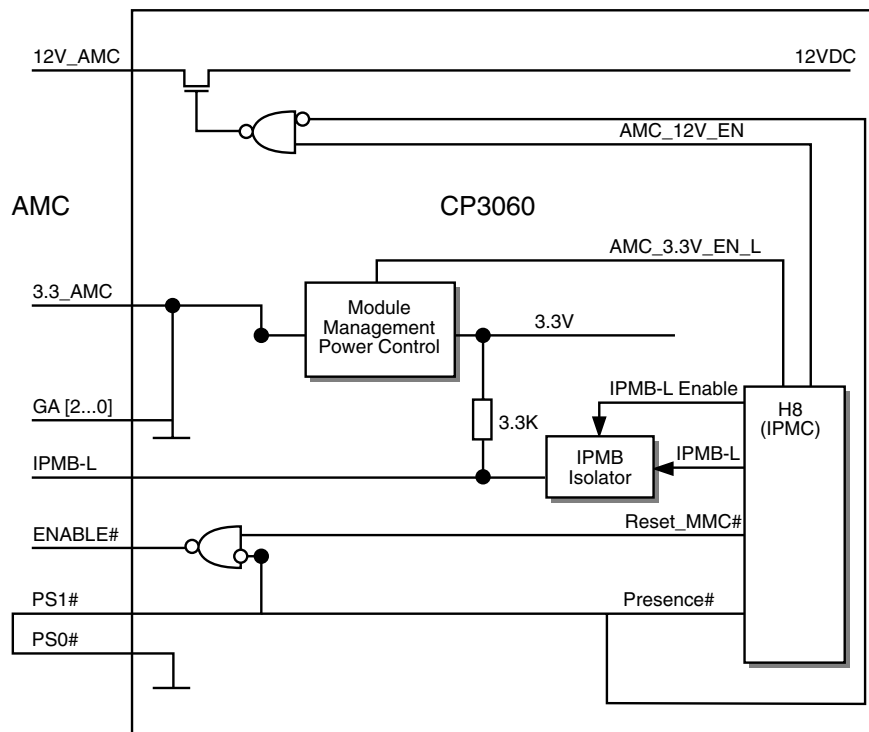 12V_AMC
12VDC
AMC_12V_EN
AMC
CP3060
AMC_3.3V_EN_L
3.3_AMC
Module
Management
Power Control
3.3V
GA [2...0]
IPMB-L Enable
H8
(IPMC)
3.3K
IPMB-L
IPMB
Isolator
IPMB-L
ENABLE#
Reset_MMC#
PS1#
Presence#
PS0#